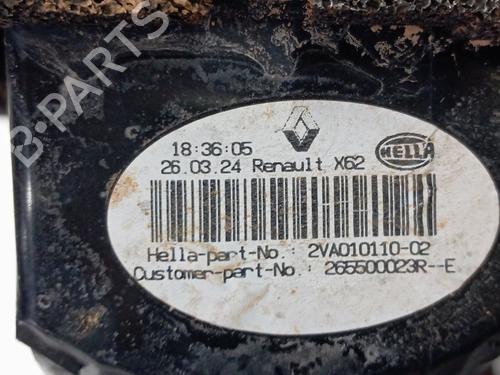 B-PARTS
18:36:05
26.03.24 Renault X62
HELLA
Hella-part-No.: 2VA010110-02
Customer-part-No.: 265500023R--E